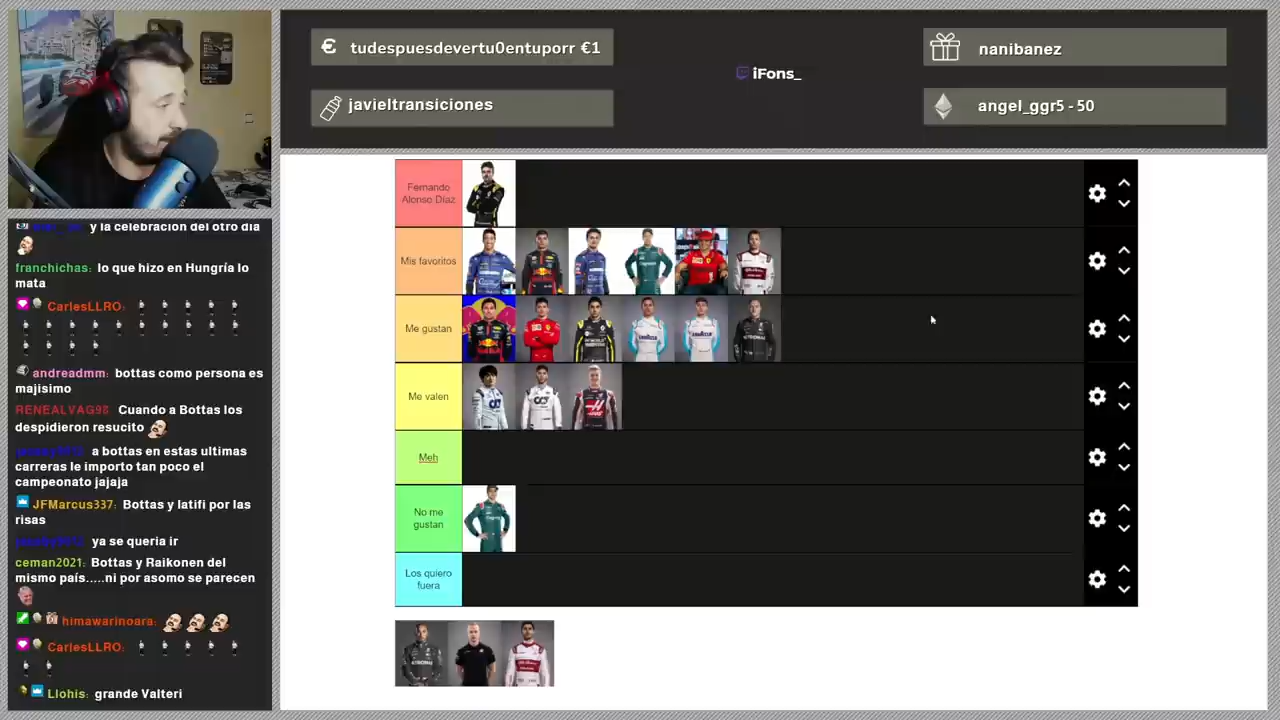 € tudespuesdevertu0entuporr €1
nanibanez
iFons_
javieltransiciones
angel_ggr5 - 50
Fernando
Alonso Díaz
Mis favoritos
Me gustan
Me valen
Meh
No me
gustan
Los quiero
fuera
y la celebración del otro día
franchichas: lo que hizo en Hungría lo
mata
CarlesLLRO:
andreadmm: bottas como persona es
majisimo
RENEALVAG98 Cuando a Bottas los
despidieron resucito
a bottas en estas ultimas
carreras le importo tan poco el
campeonato jajaja
JFMarcus337: Bottas y latifi por las
risas
ya se queria ir
ceman2021: Bottas y Raikonen del
mismo país.....ni por asomo se parecen
himawarinoara:
CarlesLLRO:
Llohis: grande Valteri